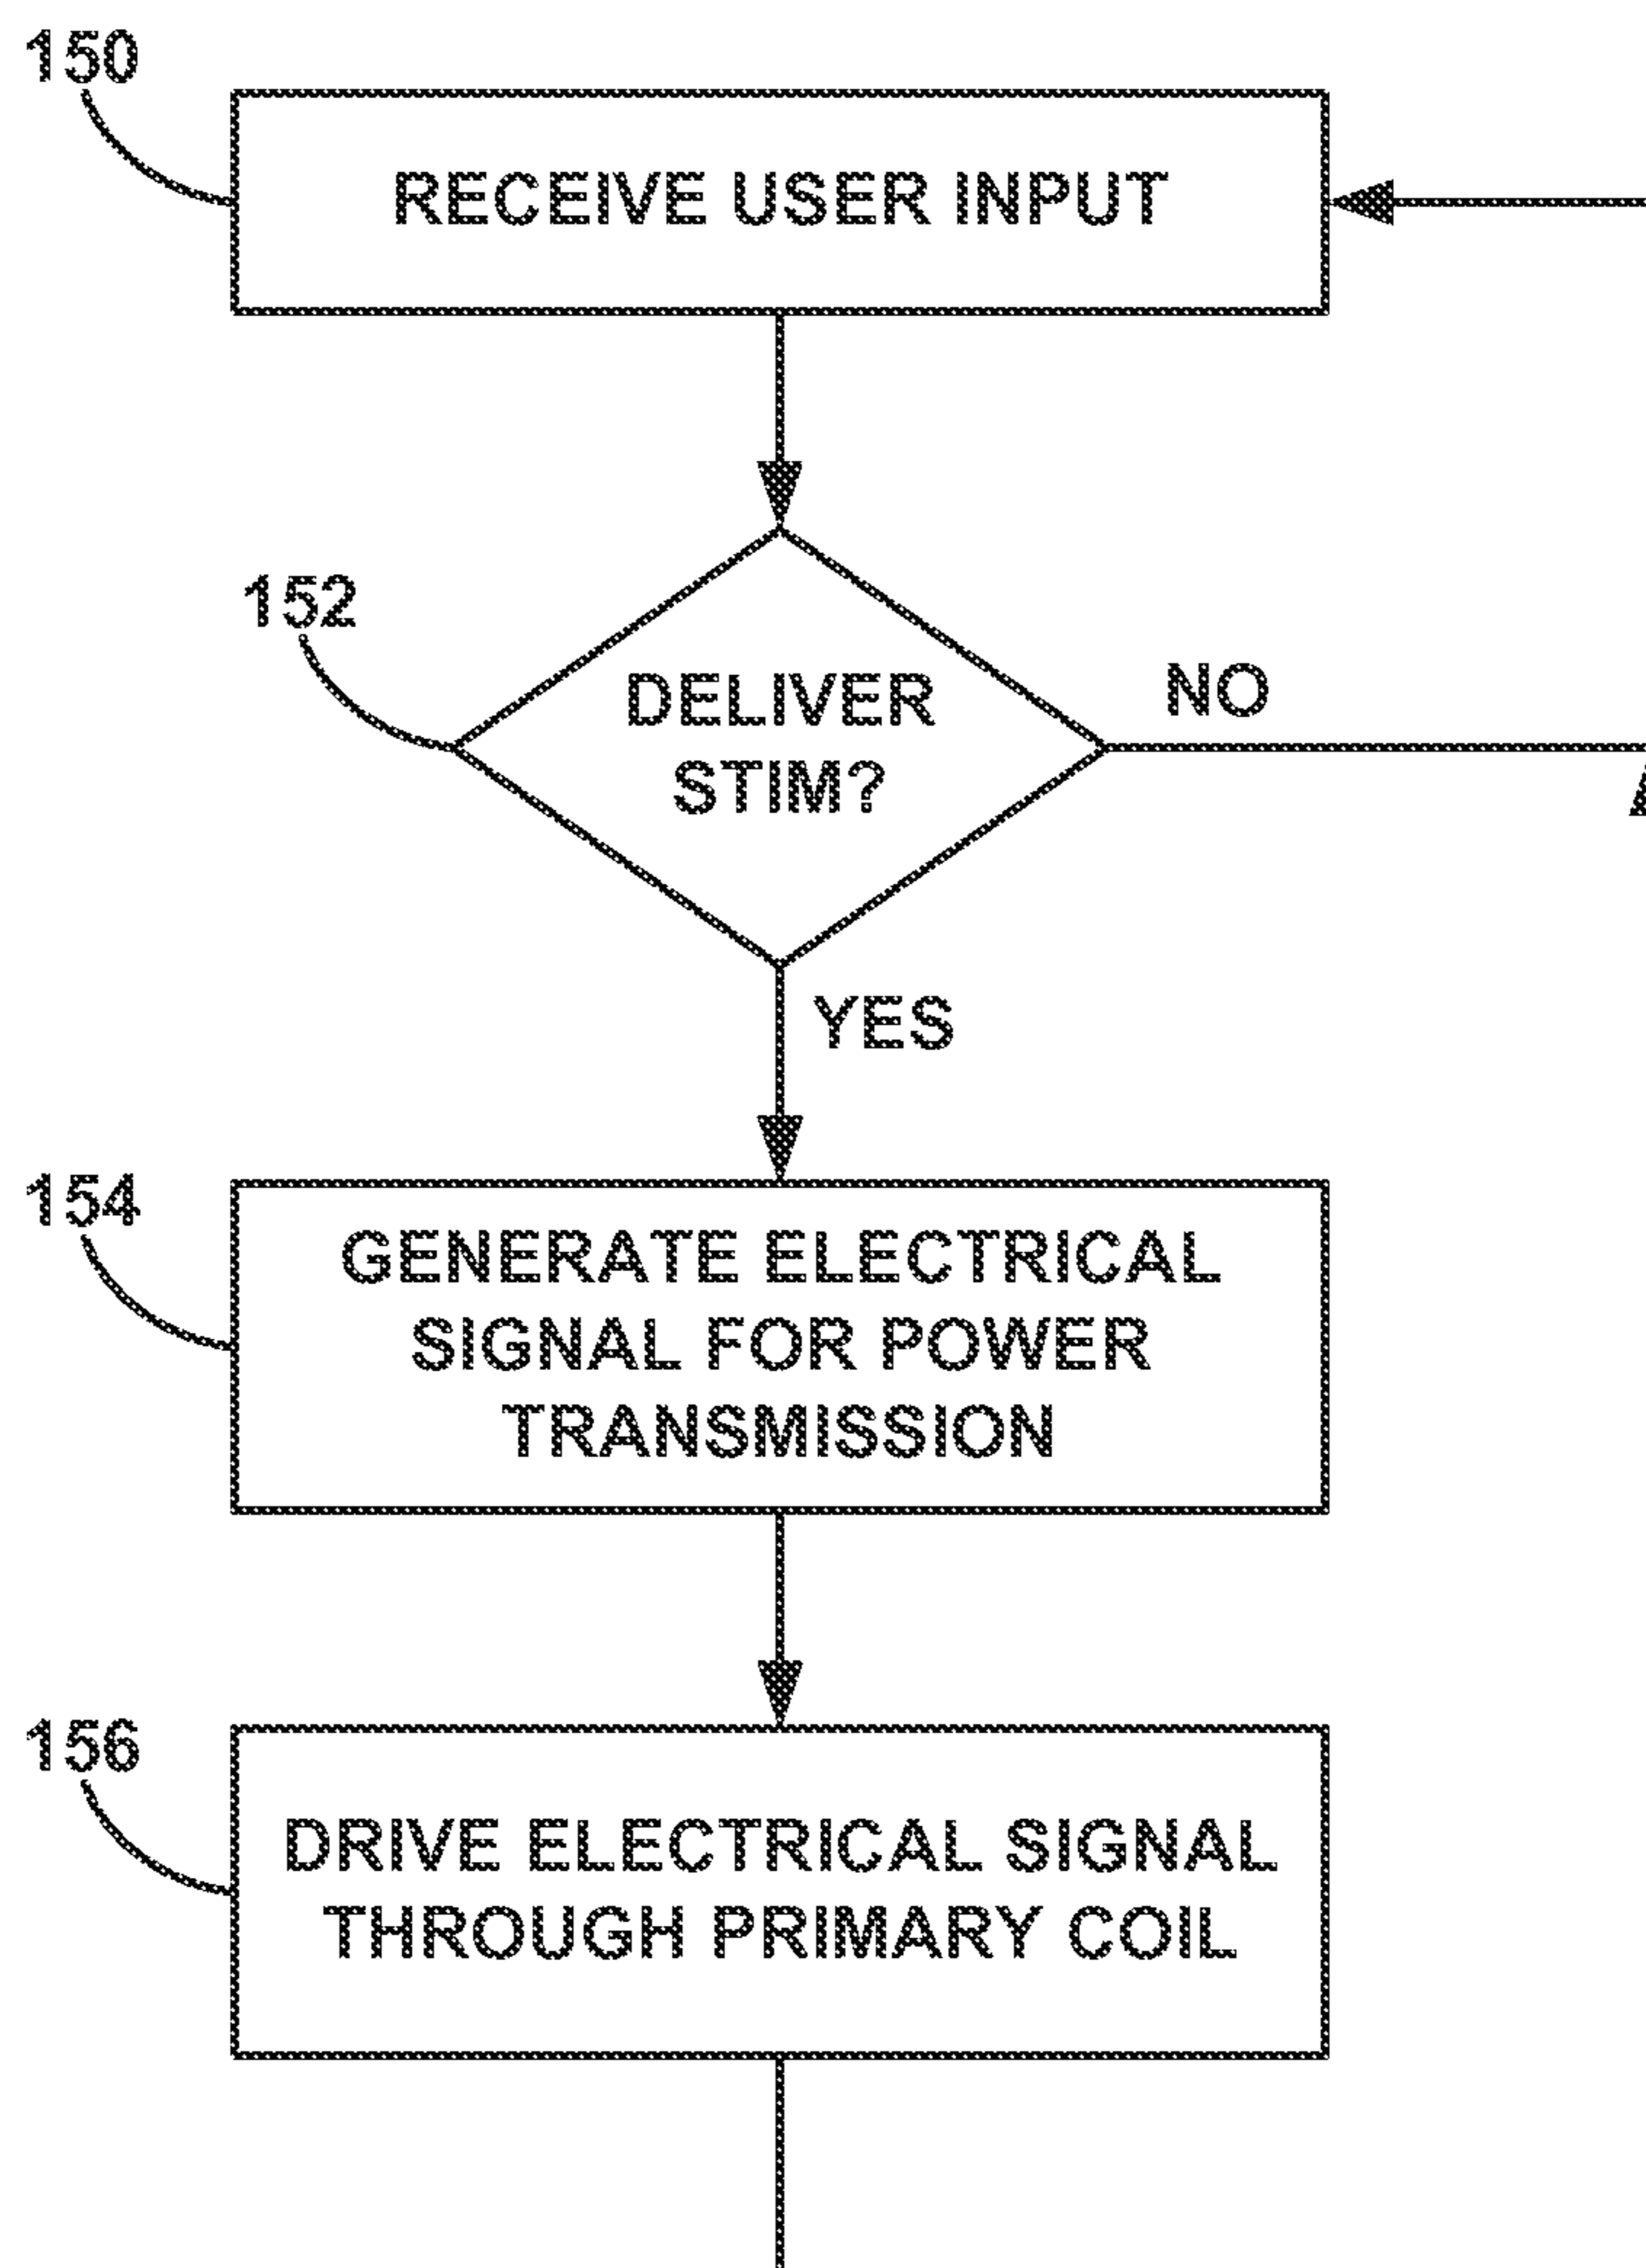 150
RECEIVE USER INPUT
152
DELIVER
STIM?
NO
YES
154
GENERATE ELECTRICAL
SIGNAL FOR POWER
TRANSMISSION
156
DRIVE ELECTRICAL SIGNAL
THROUGH PRIMARY COIL